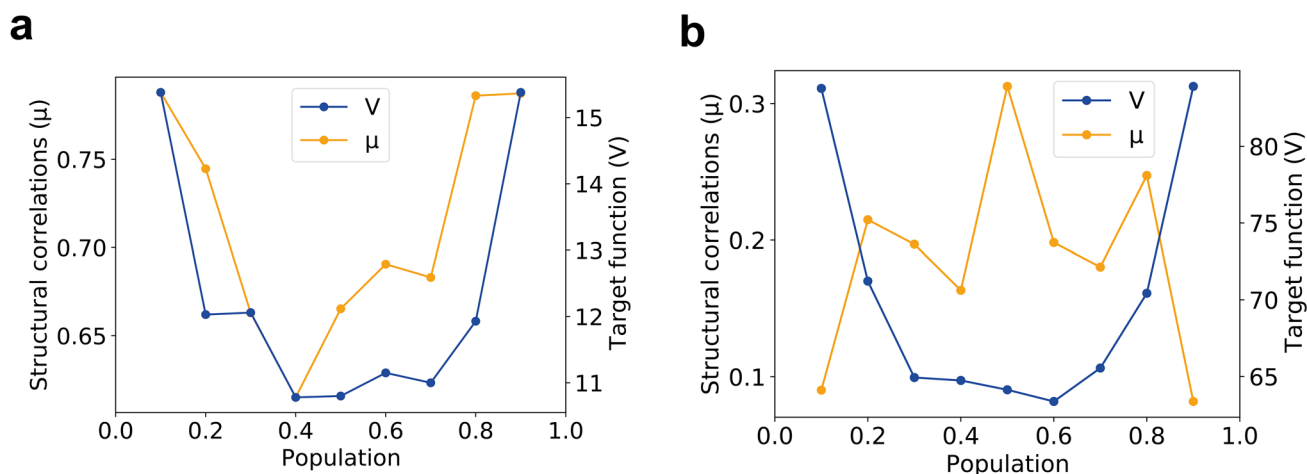 a
Structural correlations (μ)
0.75
0.70
0.65
V
μ
15
14
13
12
11
Target function (V)
0.0 0.2 0.4 0.6 0.8 1.0
Population
b
Structural correlations (μ)
0.3
0.2
0.1
V
μ
80
75
70
65
Target function (V)
0.0 0.2 0.4 0.6 0.8 1.0
Population